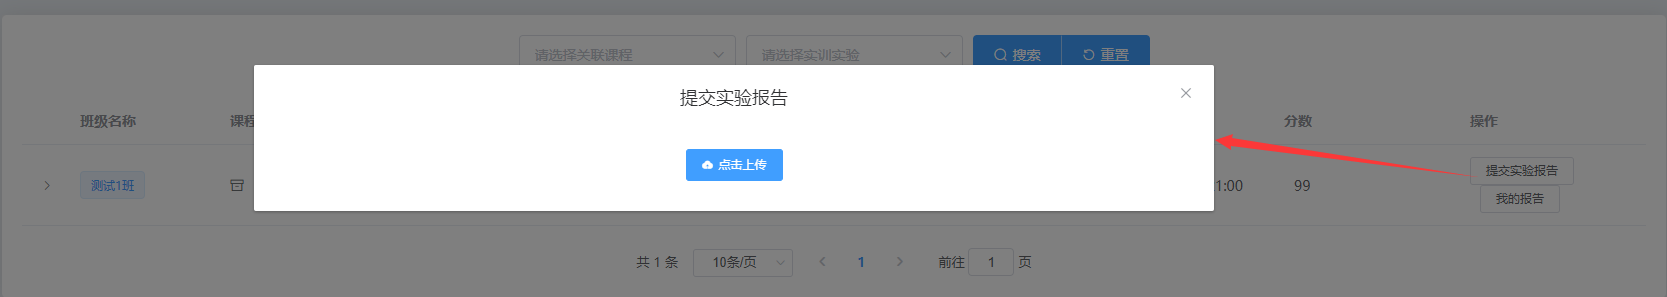 请选择关联课程 请选择实训实验 搜索 重置
提交实验报告
班级名称 课程 分数 操作
点击上传
测试1班 1:00 99 提交实验报告
我的报告
共 1 条 10条/页 1 前往 1 页